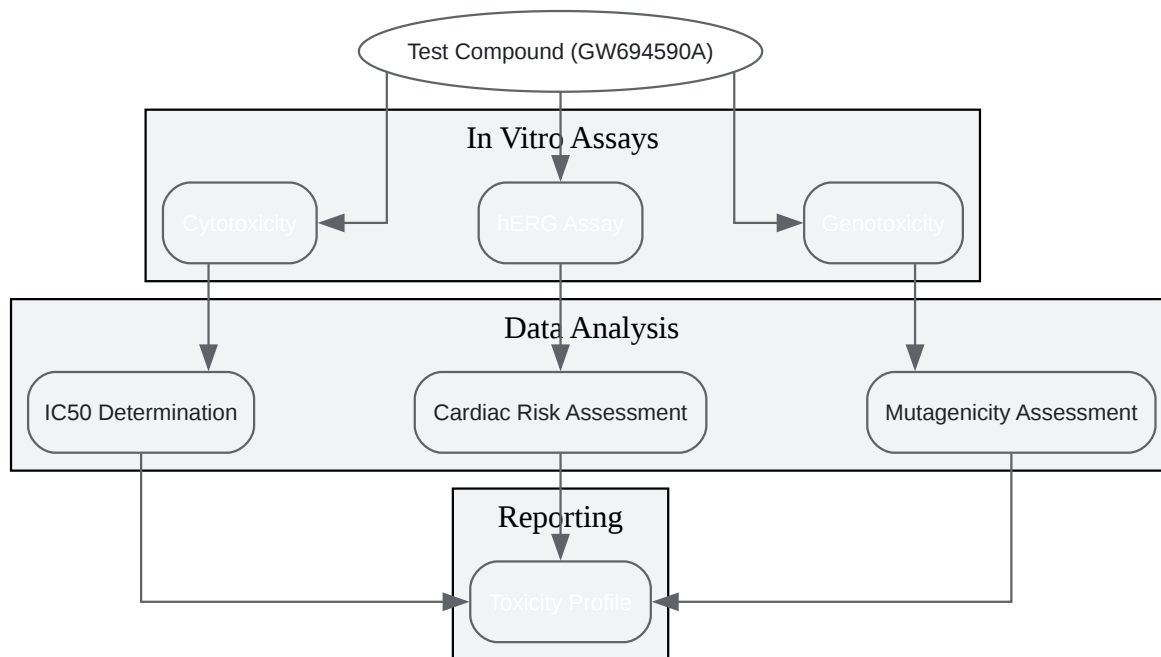 Test Compound (GW694590A)
In Vitro Assays
Cytotoxicity
hERG Assay
Genotoxicity
Data Analysis
IC50 Determination
Cardiac Risk Assessment
Mutagenicity Assessment
Reporting
Toxicity Profile